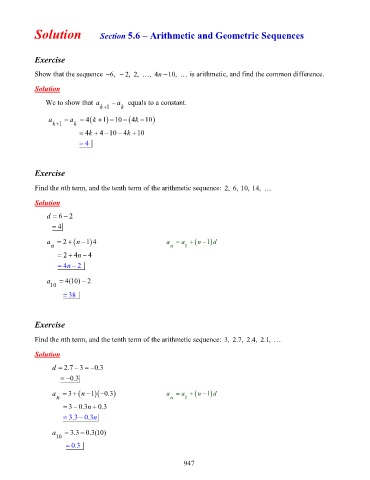 Solution Section 5.6 – Arithmetic and Geometric Sequences
Exercise
Show that the sequence −6, −2, 2, …, 4n−10, … is arithmetic, and find the common difference.
Solution
We to show that a_{k+1} − a_k equals to a constant.
a_{k+1} − a_k = 4(k+1) − 10 − (4k − 10)
= 4k + 4 − 10 − 4k + 10
= 4
Exercise
Find the nth term, and the tenth term of the arithmetic sequence: 2, 6, 10, 14, …
Solution
d = 6 − 2
= 4
a_n = 2 + (n − 1)4 a_n = a_1 + (n − 1)d
= 2 + 4n − 4
= 4n − 2
a_{10} = 4(10) − 2
= 38
Exercise
Find the nth term, and the tenth term of the arithmetic sequence: 3, 2.7, 2.4, 2.1, …
Solution
d = 2.7 − 3 = −0.3
= −0.3
a_n = 3 + (n − 1)(−0.3) a_n = a_1 + (n − 1)d
= 3 − 0.3n + 0.3
= 3.3 − 0.3n
a_{10} = 3.3 − 0.3(10)
= 0.3
947